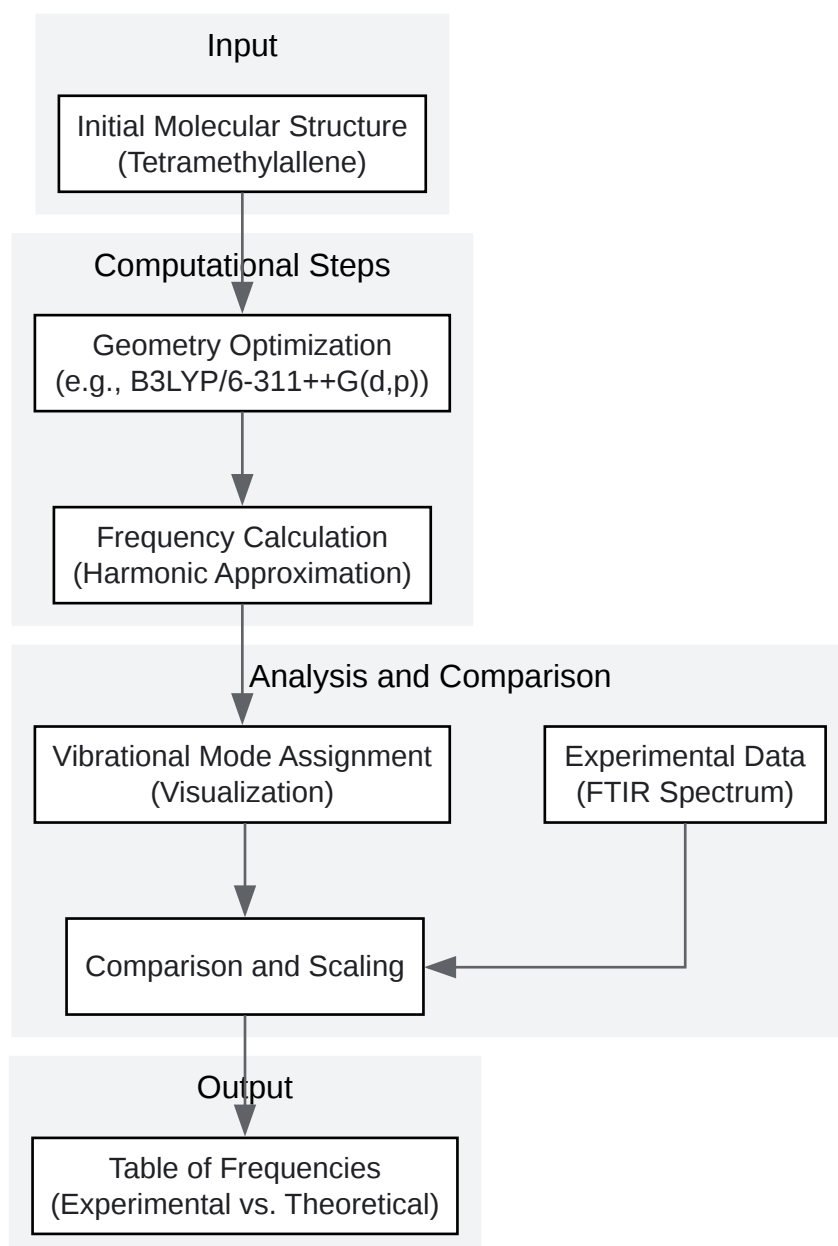 Input
Initial Molecular Structure
(Tetramethylallene)
Computational Steps
Geometry Optimization
(e.g., B3LYP/6-311++G(d,p))
Frequency Calculation
(Harmonic Approximation)
Analysis and Comparison
Vibrational Mode Assignment
(Visualization)
Experimental Data
(FTIR Spectrum)
Comparison and Scaling
Output
Table of Frequencies
(Experimental vs. Theoretical)